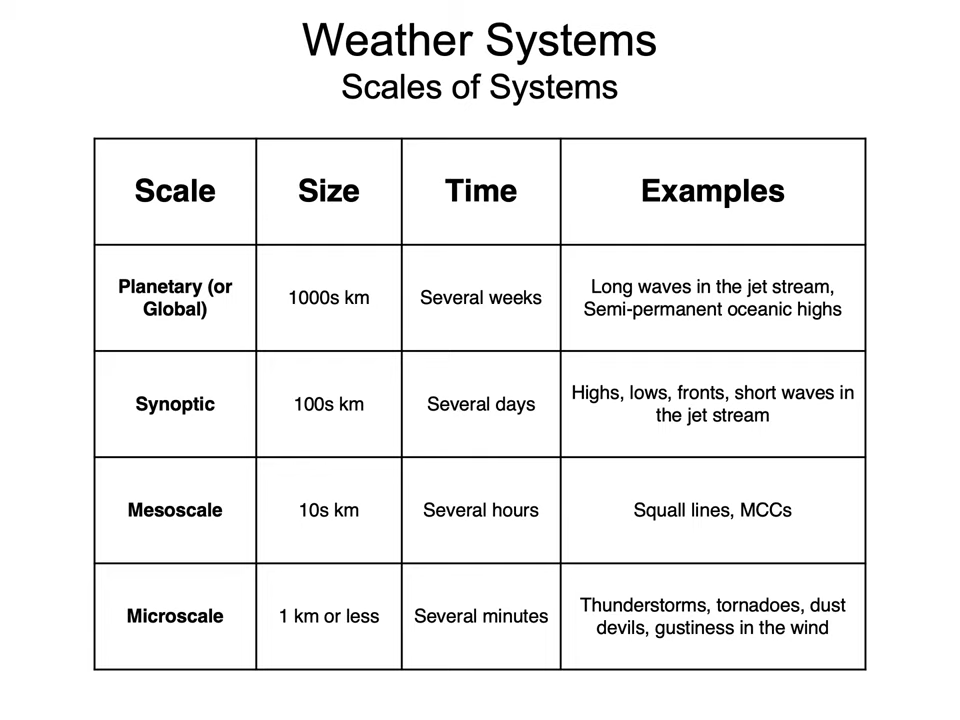 Weather Systems
Scales of Systems
Scale
Size
Time
Examples
Planetary (or
Global)
1000s km
Several weeks
Long waves in the jet stream,
Semi-permanent oceanic highs
Synoptic
100s km
Several days
Highs, lows, fronts, short waves in
the jet stream
Mesoscale
10s km
Several hours
Squall lines, MCCs
Microscale
1 km or less
Several minutes
Thunderstorms, tornadoes, dust
devils, gustiness in the wind